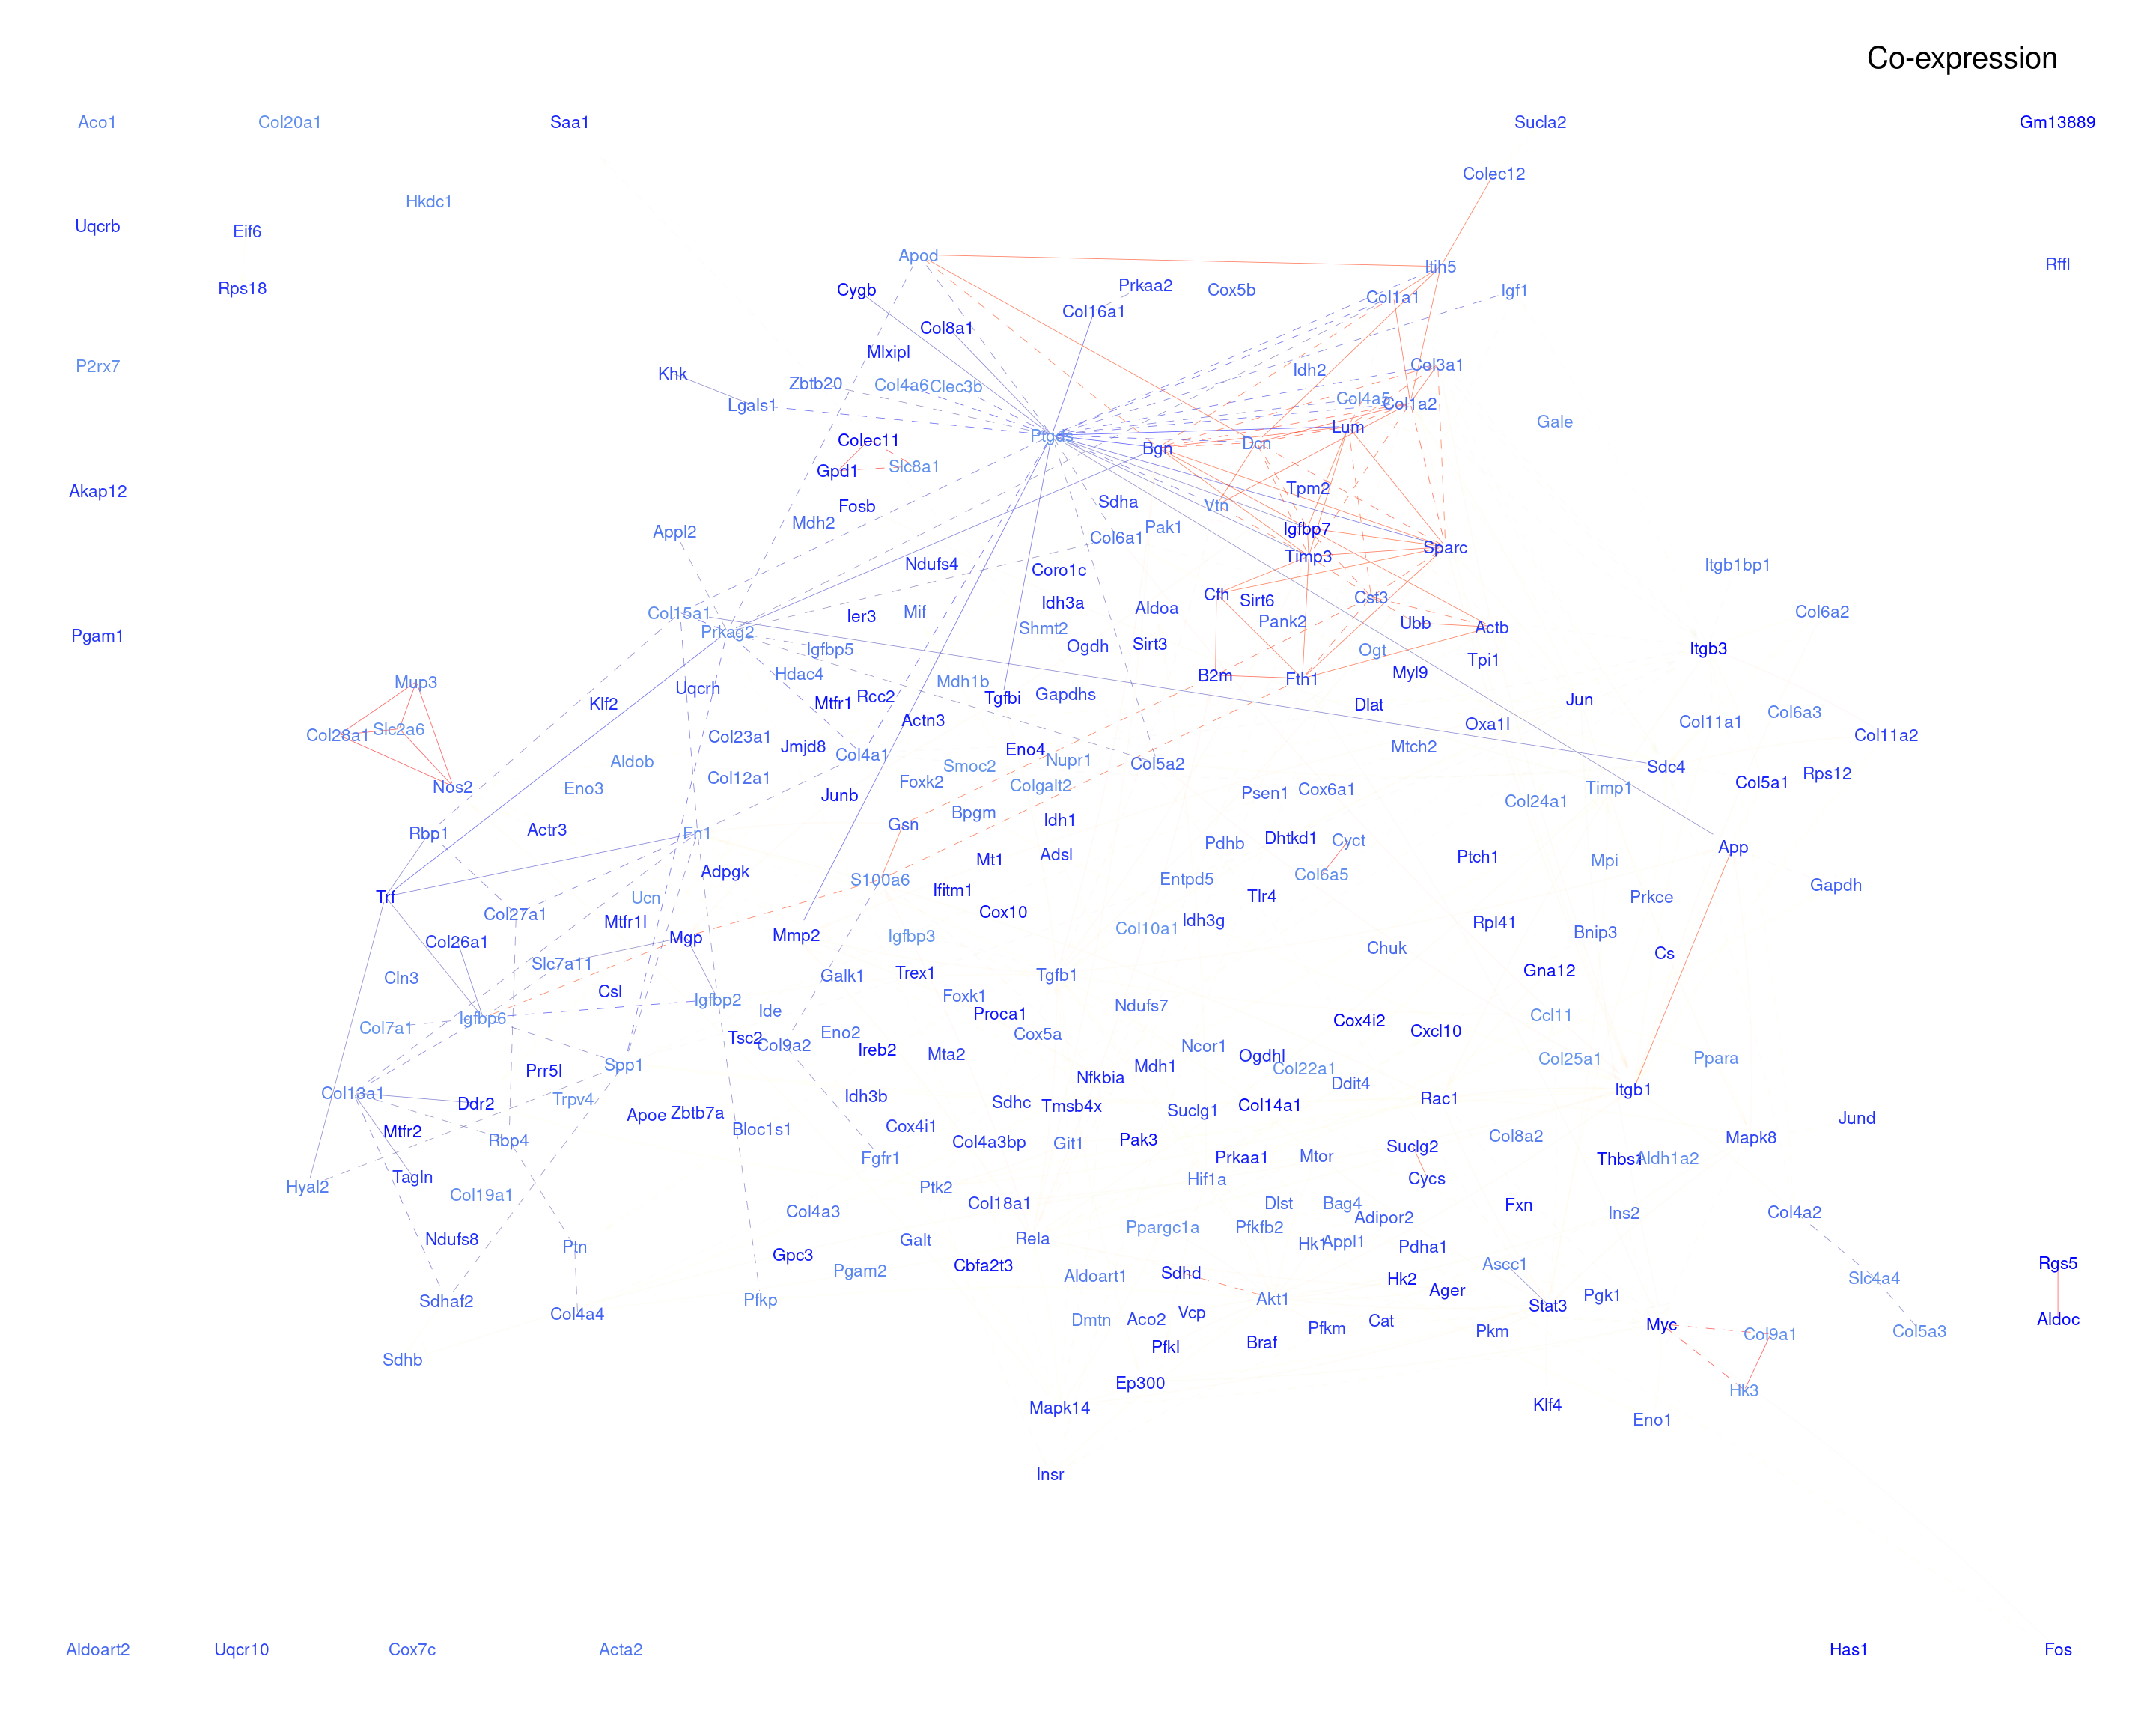 Co-expression
Aco1
Col20a1
Saa1
Sucla2
Gm13889
Colec12
Hkdc1
Uqcrb
Eif6
Apod
Itih5
Rffl
Rps18
Cygb
Prkaa2
Cox5b
Col1a1
Igf1
Col16a1
Col8a1
Mlxipl
P2rx7
Khk
Zbtb20
Col4a6
Clec3b
Idh2
Col3a1
Lgals1
Col4a5
Col1a2
Gale
Colec11
Ptgds
Bgn
Dcn
Lum
Gpd1
Slc8a1
Akap12
Fosb
Sdha
Vtn
Tpm2
Appl2
Mdh2
Col6a1
Pak1
Igfbp7
Timp3
Sparc
Ndufs4
Coro1c
Itgb1bp1
Col15a1
Ier3
Mif
Idh3a
Aldoa
Cfh
Sirt6
Cst3
Col6a2
Pgam1
Prkag2
Igfbp5
Shmt2
Ogdh
Sirt3
Pank2
Ubb
Actb
Ogt
Tpi1
Itgb3
Mup3
Uqcrh
Hdac4
Mdh1b
B2m
Fth1
Myl9
Klf2
Mtfr1
Rcc2
Tgfbi
Gapdhs
Dlat
Jun
Col28a1
Slc2a6
Col23a1
Jmjd8
Actn3
Oxa1l
Col11a1
Col6a3
Col11a2
Aldob
Col4a1
Eno4
Nupr1
Col5a2
Mtch2
Sdc4
Nos2
Eno3
Col12a1
Junb
Foxk2
Smoc2
Colgalt2
Psen1
Cox6a1
Col24a1
Timp1
Col5a1
Rps12
Rbp1
Actr3
Fn1
Gsn
Bpgm
Idh1
Pdhb
Dhtkd1
Cyct
Ptch1
Mpi
App
Trf
Adpgk
S100a6
Mt1
Adsl
Entpd5
Col6a5
Gapdh
Col27a1
Ucn
Ifitm1
Tlr4
Prkce
Col26a1
Mtfr1l
Mgp
Mmp2
Igfbp3
Cox10
Col10a1
Idh3g
Chuk
Rpl41
Bnip3
Cln3
Slc7a11
Galk1
Trex1
Tgfb1
Gna12
Cs
Col7a1
Igfbp6
Csl
Igfbp2
Ide
Foxk1
Proca1
Ndufs7
Cox4i2
Cxcl10
Ccl11
Tsc2
Col9a2
Eno2
Ireb2
Cox5a
Mta2
Ncor1
Ogdhl
Col13a1
Prr5l
Spp1
Nfkbia
Mdh1
Col22a1
Ddit4
Col25a1
Ppara
Ddr2
Trpv4
Apoe
Zbtb7a
Idh3b
Sdhc
Tmsb4x
Suclg1
Col14a1
Rac1
Itgb1
Mtfr2
Rbp4
Bloc1s1
Cox4i1
Col4a3bp
Git1
Pak3
Suclg2
Col8a2
Mapk8
Jund
Hyal2
Tagln
Col19a1
Fgfr1
Ptk2
Prkaa1
Mtor
Hif1a
Cycs
Thbs1
Aldh1a2
Ndufs8
Ptn
Col4a3
Col18a1
Dlst
Bag4
Adipor2
Fxn
Ins2
Col4a2
Gpc3
Galt
Rela
Ppargc1a
Pfkfb2
Hk1
Appl1
Pdha1
Sdhaf2
Col4a4
Pfkp
Pgam2
Cbfa2t3
Aldoart1
Sdhd
Akt1
Hk2
Ager
Ascc1
Stat3
Pgk1
Slc4a4
Rgs5
Sdhb
Dmtn
Aco2
Vcp
Pfkl
Braf
Pfkm
Cat
Pkm
Myc
Col9a1
Col5a3
Aldoc
Ep300
Mapk14
Klf4
Eno1
Hk3
Insr
Aldoart2
Uqcr10
Cox7c
Acta2
Has1
Fos